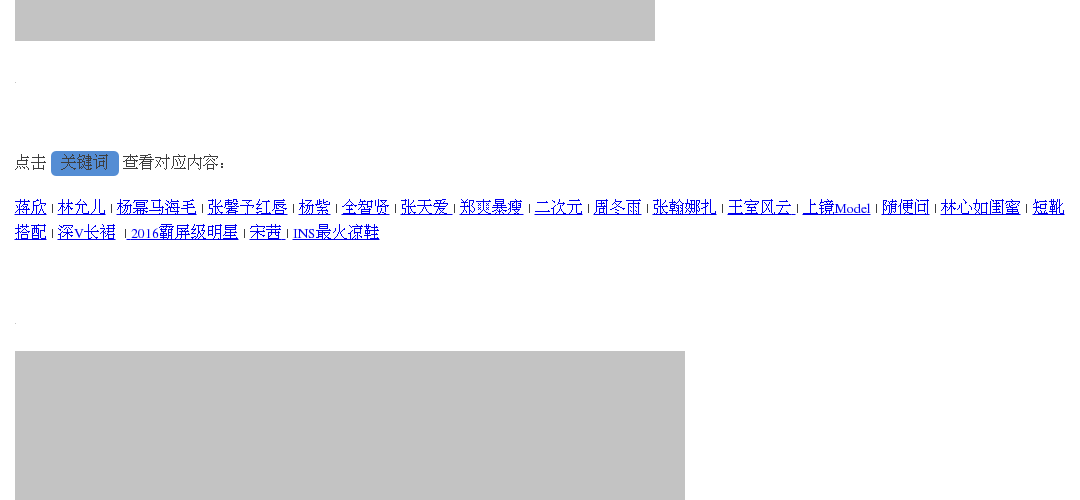 点击 关键词 查看对应内容：
蒋欣 | 林允儿 | 杨幂马海毛 | 张馨予红唇 | 杨紫 | 全智贤 | 张天爱 | 郑爽暴瘦 | 二次元 | 周冬雨 | 张翰娜扎 | 王室风云 | 上镜Model | 随便问 | 林心如闺蜜 | 短靴
搭配 | 深V长裙 | 2016霸屏级明星 | 宋茜 | INS最火凉鞋